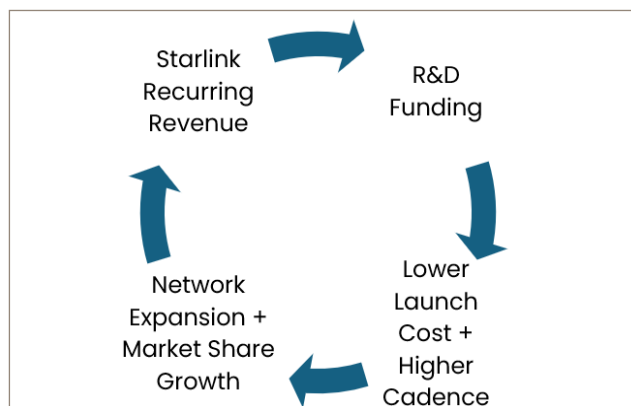 Starlink
Recurring
Revenue
R&D
Funding
Lower
Launch
Cost +
Higher
Cadence
Network
Expansion +
Market Share
Growth